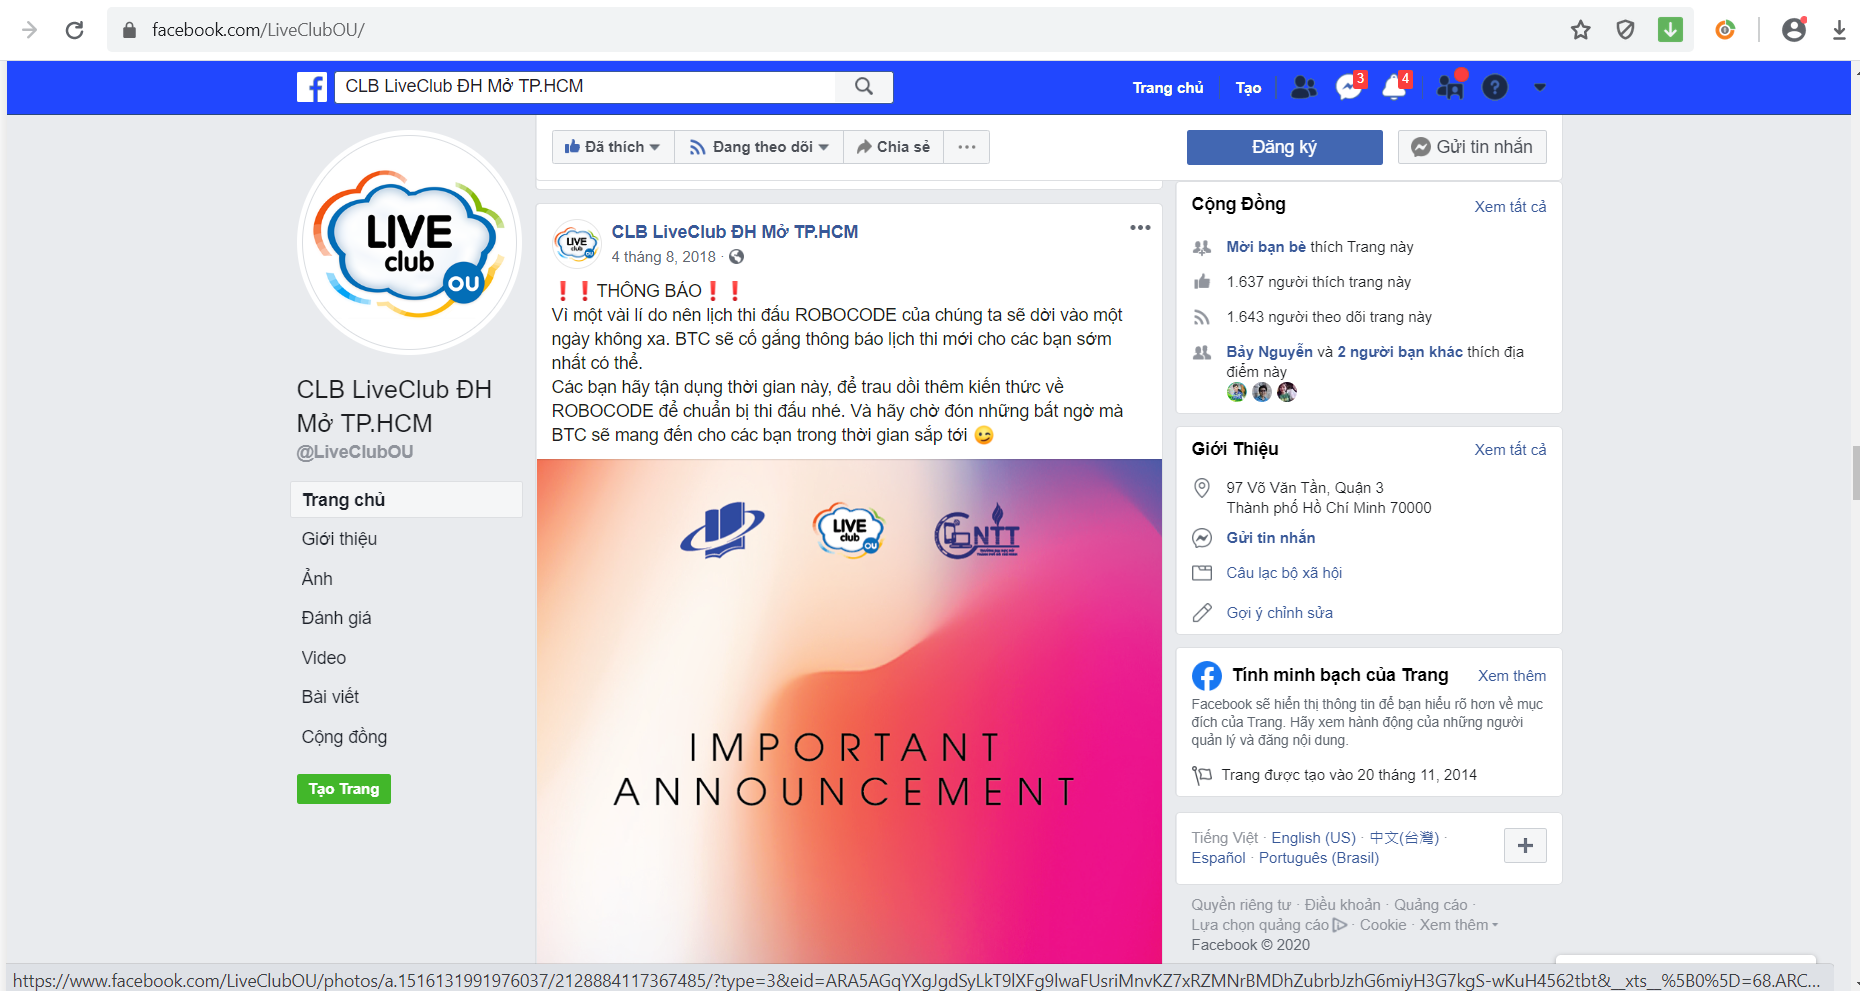 facebook.com/LiveClubOU/
CLB LiveClub ĐH Mở TP.HCM
Trang chủ
Tạo
3
4
?
LIVE
club
OU
CLB LiveClub ĐH
Mở TP.HCM
@LiveClubOU
Trang chủ
Giới thiệu
Ảnh
Đánh giá
Video
Bài viết
Cộng đồng
Tạo Trang
Đã thích
Đang theo dõi
Chia sẻ
Đăng ký
Gửi tin nhắn
LIVE
club
OU
CLB LiveClub ĐH Mở TP.HCM
4 tháng 8, 2018 ·
❗❗THÔNG BÁO❗❗
Vì một vài lí do nên lịch thi đấu ROBOCODE của chúng ta sẽ dời vào một
ngày không xa. BTC sẽ cố gắng thông báo lịch thi mới cho các bạn sớm
nhất có thể.
Các bạn hãy tận dụng thời gian này, để trau dồi thêm kiến thức về
ROBOCODE để chuẩn bị thi đấu nhé. Và hãy chờ đón những bất ngờ mà
BTC sẽ mang đến cho các bạn trong thời gian sắp tới 😉
LIVE
club
OU
CNTT
IMPORTANT
ANNOUNCEMENT
Cộng Đồng
Xem tất cả
Mời bạn bè thích Trang này
1.637 người thích trang này
1.643 người theo dõi trang này
Bảy Nguyễn và 2 người bạn khác thích địa
điểm này
Giới Thiệu
Xem tất cả
97 Võ Văn Tần, Quận 3
Thành phố Hồ Chí Minh 70000
Gửi tin nhắn
Câu lạc bộ xã hội
Gợi ý chỉnh sửa
Tính minh bạch của Trang
Xem thêm
Facebook sẽ hiển thị thông tin để bạn hiểu rõ hơn về mục
đích của Trang. Hãy xem hành động của những người
quản lý và đăng nội dung.
Trang được tạo vào 20 tháng 11, 2014
Tiếng Việt · English (US) · 中文(台灣) ·
Español · Português (Brasil)
Quyền riêng tư · Điều khoản · Quảng cáo ·
Lựa chọn quảng cáo · Cookie · Xem thêm
Facebook © 2020
https://www.facebook.com/LiveClubOU/photos/a.1516131991976037/2128884117367485/?type=3&eid=ARA5AGqYXgJgdSyLkT9lXFg9lwaFUsriMnvKZ7xRZMNrBMDhZubrbJzhG6miyH3G7kgS-wKuH4562tbt&__xts__%5B0%5D=68.ARC...